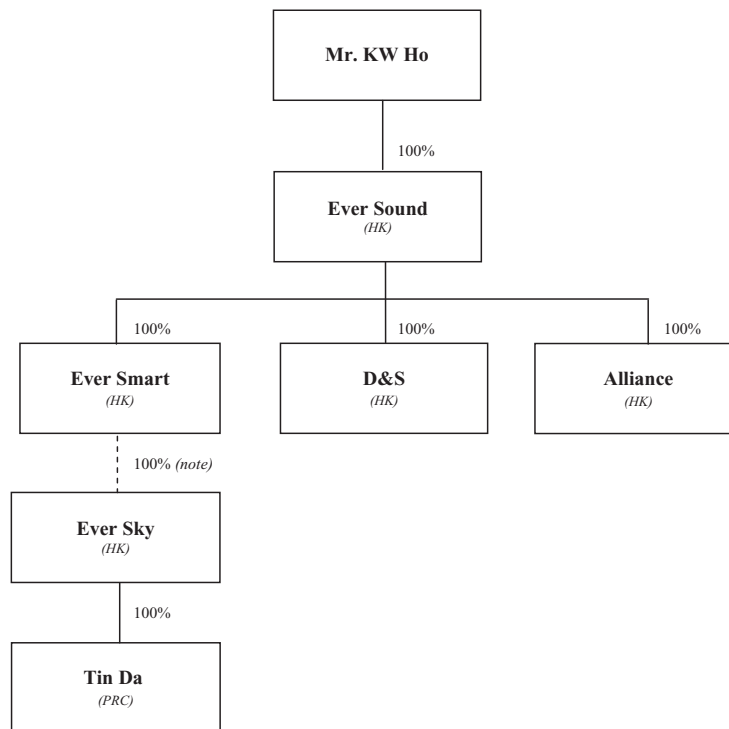 Mr. KW Ho
100%
Ever Sound
(HK)
100%
100%
100%
Ever Smart
(HK)
D&S
(HK)
Alliance
(HK)
100% (note)
Ever Sky
(HK)
100%
Tin Da
(PRC)